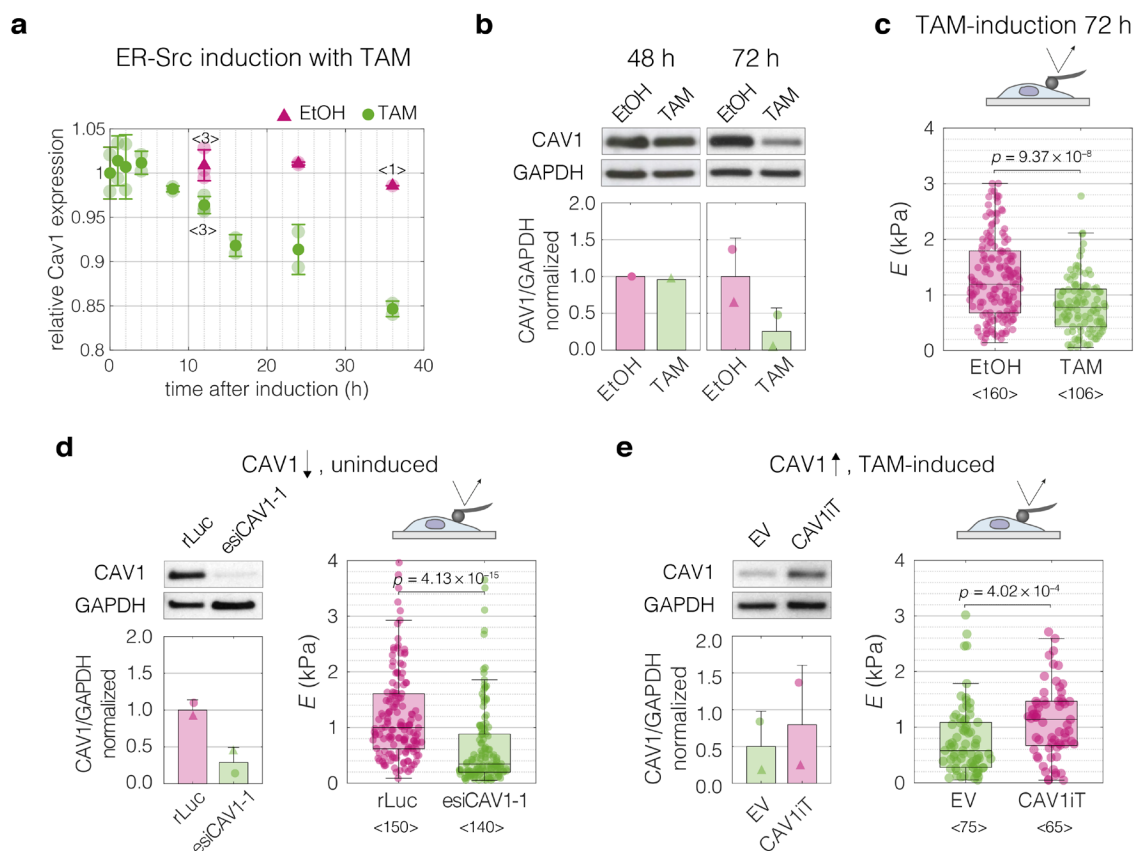 a
ER-Src induction with TAM
EtOH TAM
relative Cav1 expression
1.05
1
0.95
0.9
0.85
0.8
<3>
<3>
<1>
0 10 20 30 40
time after induction (h)
b
48 h 72 h
EtOH TAM EtOH TAM
CAV1
GAPDH
CAV1/GAPDH
normalized
2.0
1.5
1.0
0.5
0.0
EtOH TAM EtOH TAM
c TAM-induction 72 h
E (kPa)
4
3
2
1
0
p = 9.37 × 10⁻⁸
EtOH TAM
<160> <106>
d
CAV1↓, uninduced
rLuc esiCAV1-1
CAV1
GAPDH
CAV1/GAPDH
normalized
2.0
1.5
1.0
0.5
0.0
rLuc esiCAV1-1
E (kPa)
4
3
2
1
0
p = 4.13 × 10⁻¹⁵
rLuc esiCAV1-1
<150> <140>
e
CAV1↑, TAM-induced
EV CAV1iT
CAV1
GAPDH
CAV1/GAPDH
normalized
2.0
1.5
1.0
0.5
0.0
EV CAV1iT
E (kPa)
4
3
2
1
0
p = 4.02 × 10⁻⁴
EV CAV1iT
<75> <65>